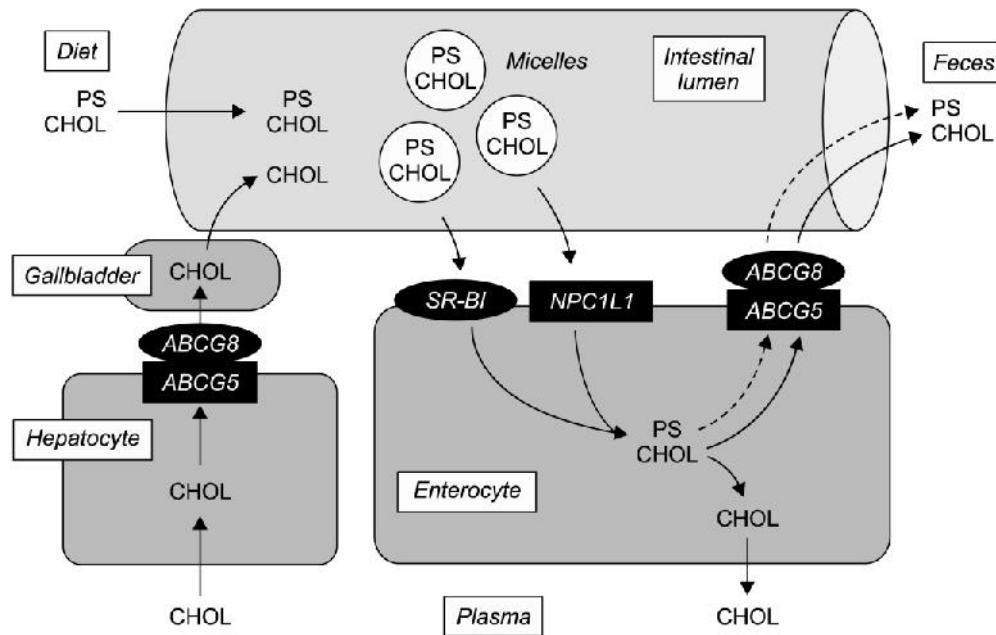 Diet
PS
CHOL
PS
CHOL
CHOL
PS
CHOL
PS
CHOL
PS
CHOL
Micelles
Intestinal
lumen
Feces
PS
CHOL
Gallbladder
CHOL
ABCG8
ABCG5
Hepatocyte
CHOL
CHOL
SR-BI
NPC1L1
ABCG8
ABCG5
PS
CHOL
Enterocyte
CHOL
Plasma
CHOL